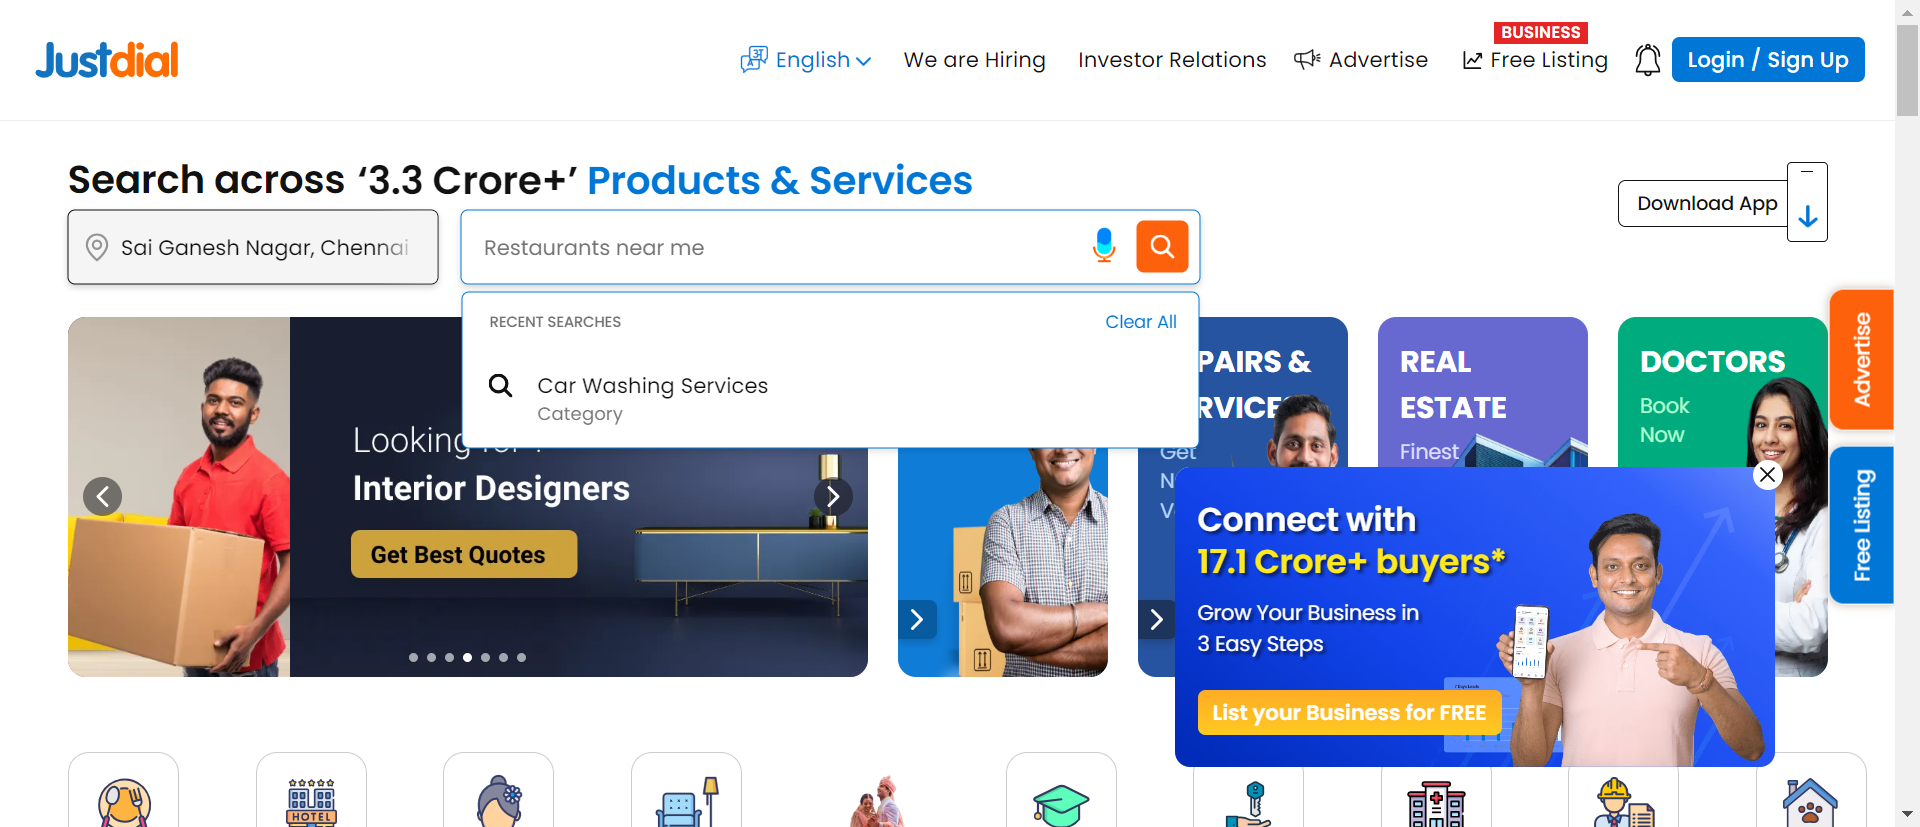 Justdial
English
We are Hiring
Investor Relations
Advertise
BUSINESS
Free Listing
Login / Sign Up
Search across ‘3.3 Crore+’ Products & Services
Sai Ganesh Nagar, Chennai
Restaurants near me
Download App
RECENT SEARCHES
Clear All
Car Washing Services
Category
Looking
Interior Designers
Get Best Quotes
PAIRS &
Get
REAL
ESTATE
Finest
DOCTORS
Book
Now
Advertise
Free Listing
Connect with
17.1 Crore+ buyers*
Grow Your Business in
3 Easy Steps
List your Business for FREE
HOTEL